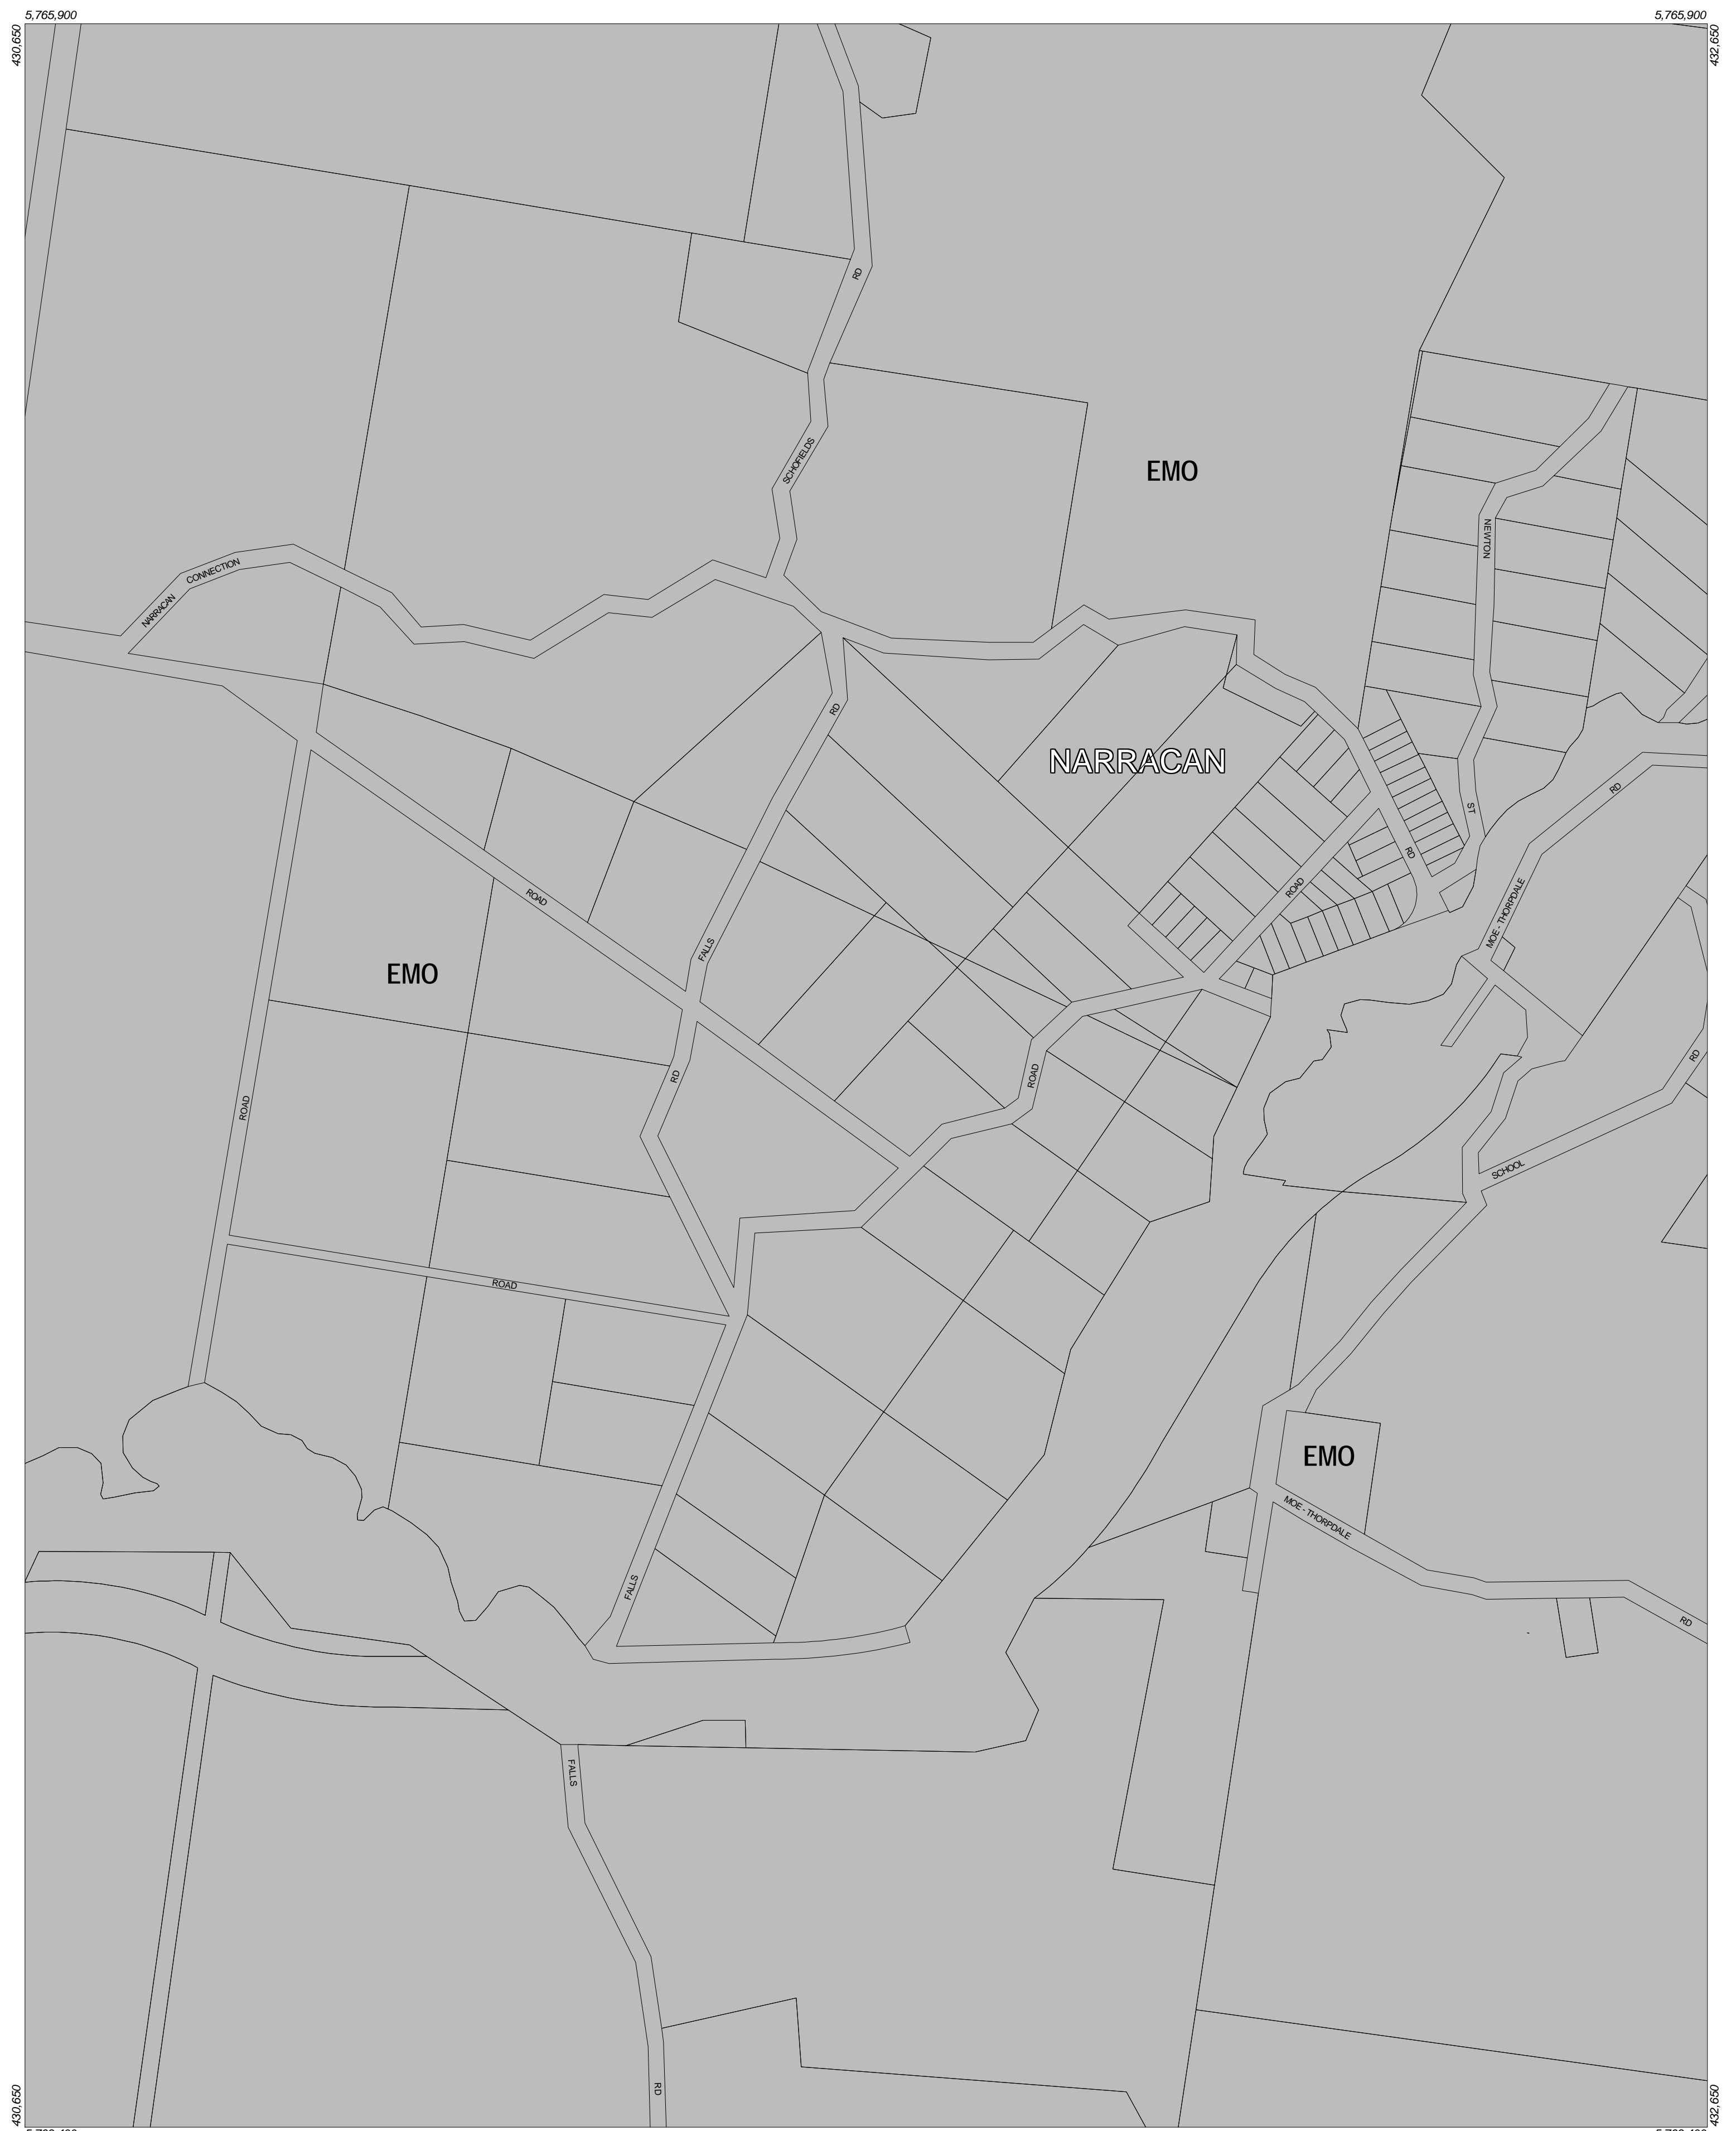 5,765,900
5,765,900
430,650
432,650
RD
EMO
SCHOFIELDS
NEWTON
CONNECTION
NARRACAN
RD
NARRACAN
RD
ST
RD
ROAD
ROAD
MOE - THORPDALE
FALLS
EMO
RD
RD
ROAD
ROAD
SCHOOL
ROAD
EMO
MOE - THORPDALE
FALLS
RD
FALLS
RD
430,650
432,650